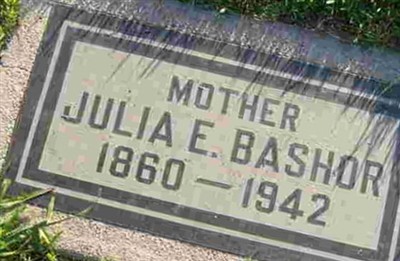 MOTHER
JULIA E. BASHOR
1860 — 1942